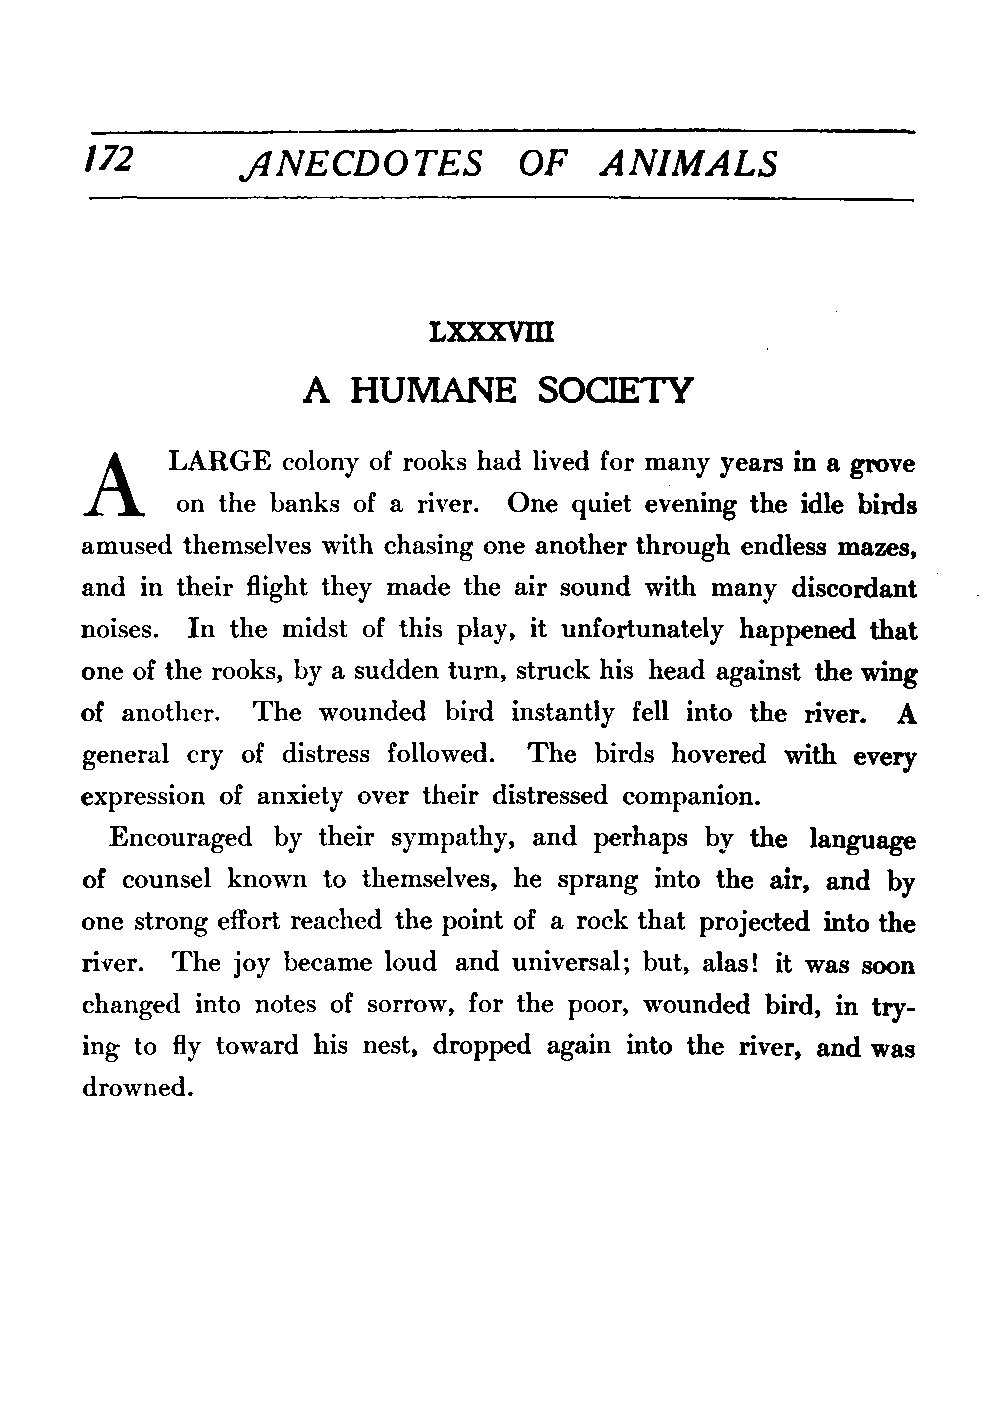 172 ANECDOTES OF ANIMALS
LXXXVIII
A HUMANE SOCIETY
A LARGE colony of rooks had lived for many years in a grove
on the banks of a river. One quiet evening the idle birds
amused themselves with chasing one another through endless mazes,
and in their flight they made the air sound with many discordant
noises. In the midst of this play, it unfortunately happened that
one of the rooks, by a sudden turn, struck his head against the wing
of another. The wounded bird instantly fell into the river. A
general cry of distress followed. The birds hovered with every
expression of anxiety over their distressed companion.
Encouraged by their sympathy, and perhaps by the language
of counsel known to themselves, he sprang into the air, and by
one strong effort reached the point of a rock that projected into the
river. The joy became loud and universal; but, alas! it was soon
changed into notes of sorrow, for the poor, wounded bird, in try-
ing to fly toward his nest, dropped again into the river, and was
drowned.